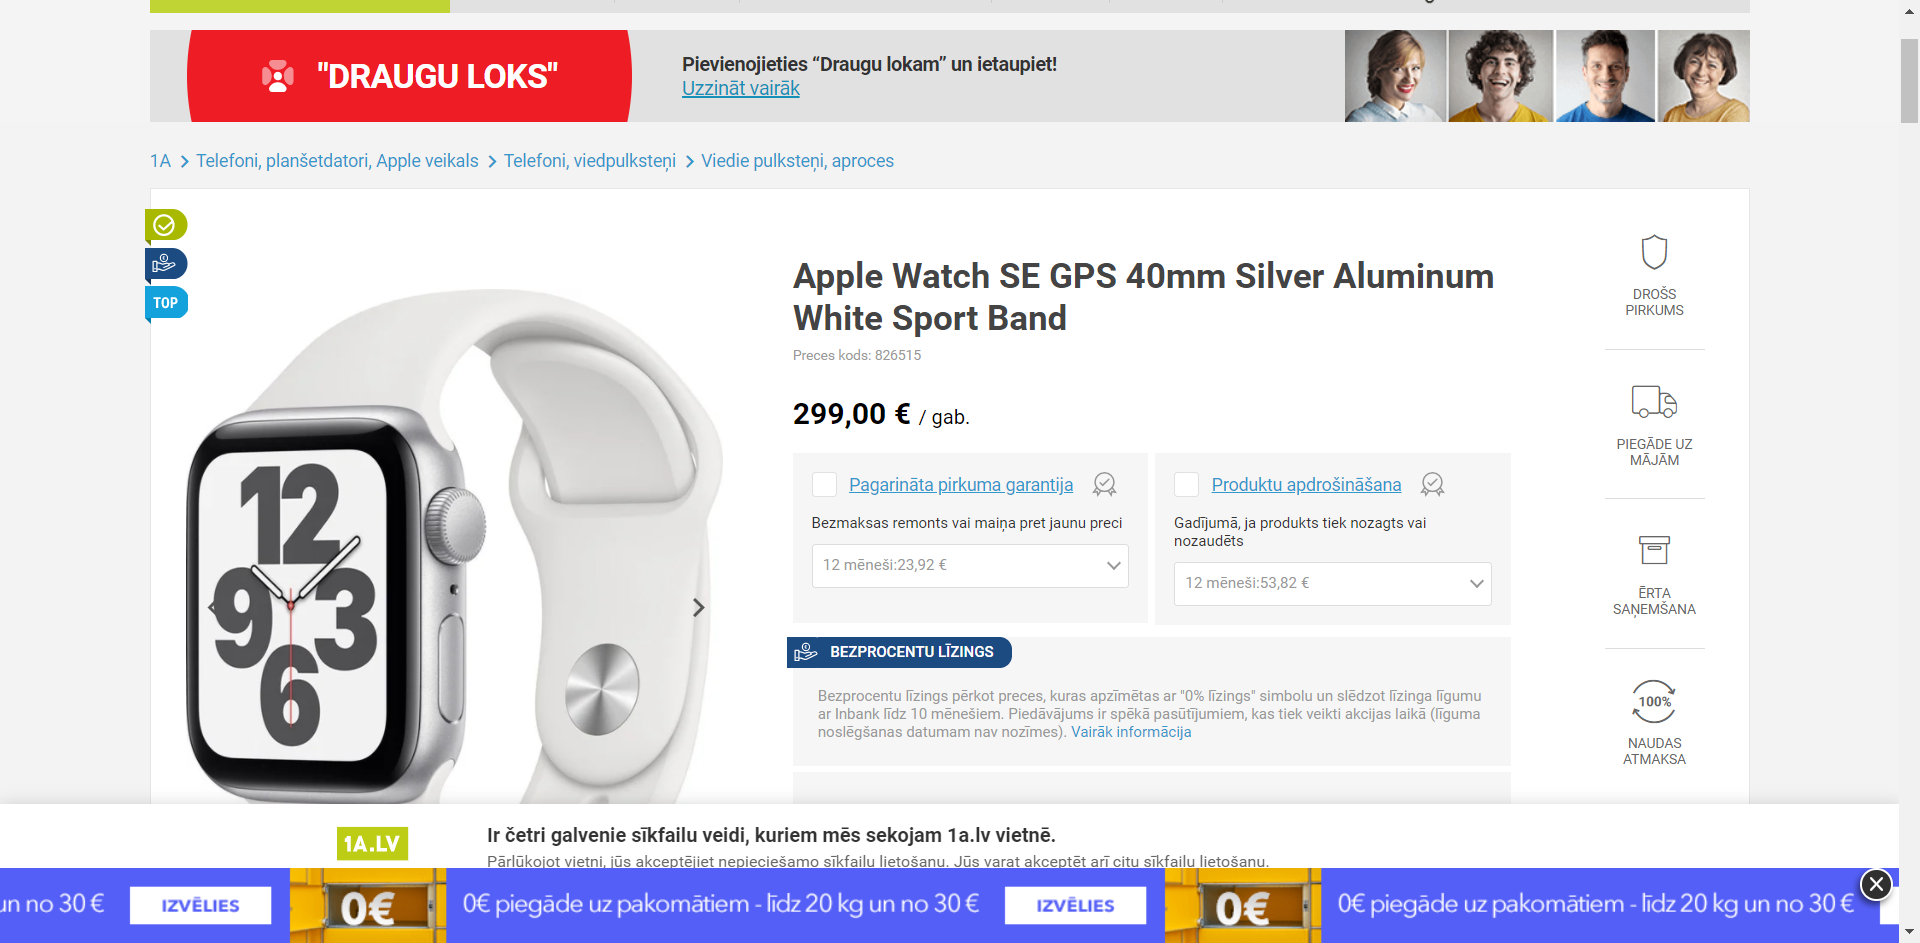 "DRAUGU LOKS"
Pievienojieties “Draugu lokam” un ietaupiet!
Uzzināt vairāk
1A
Telefoni, planšetdatori, Apple veikals
Telefoni, viedpulksteņi
Viedie pulksteņi, aproces
TOP
12
9
3
6
Apple Watch SE GPS 40mm Silver Aluminum
White Sport Band
Preces kods: 826515
299,00 € / gab.
Pagarināta pirkuma garantija
Bezmaksas remonts vai maiņa pret jaunu preci
12 mēneši:23,92 €
Produktu apdrošināšana
Gadījumā, ja produkts tiek nozagts vai
nozaudēts
12 mēneši:53,82 €
BEZPROCENTU LĪZINGS
Bezprocentu līzings pērkot preces, kuras apzīmētas ar "0% līzings" simbolu un slēdzot līzinga līgumu
ar Inbank līdz 10 mēnešiem. Piedāvājums ir spēkā pasūtījumiem, kas tiek veikti akcijas laikā (līguma
noslēgšanas datumam nav nozīmes). Vairāk informācija
DROŠS
PIRKUMS
PIEGĀDE UZ
MĀJĀM
ĒRTA
SAŅEMŠANA
100%
NAUDAS
ATMAKSA
1A.LV
Ir četri galvenie sīkfailu veidi, kuriem mēs sekojam 1a.lv vietnē.
Pārlūkojot vietni, jūs akceptējiet nepieciešamo sīkfailu lietošanu. Jūs varat akceptēt arī citu sīkfailu lietošanu.
un no 30 €
IZVĒLIES
0€
0€ piegāde uz pakomātiem - līdz 20 kg un no 30 €
IZVĒLIES
0€
0€ piegāde uz pakomātiem - līdz 20 kg un no 30 €